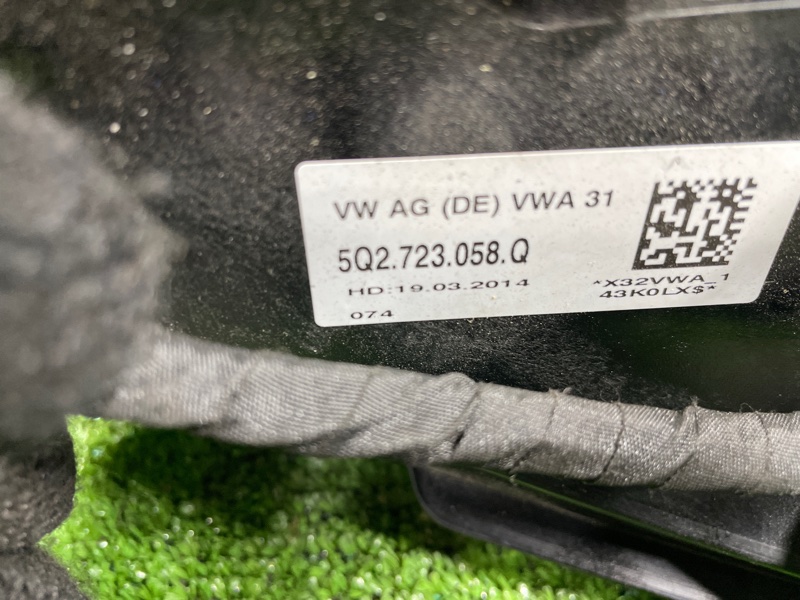 VW AG (DE) VWA 31
5Q2.723.058.Q
HD:19.03.2014
074
*X32VWA_1
43K0LX$*